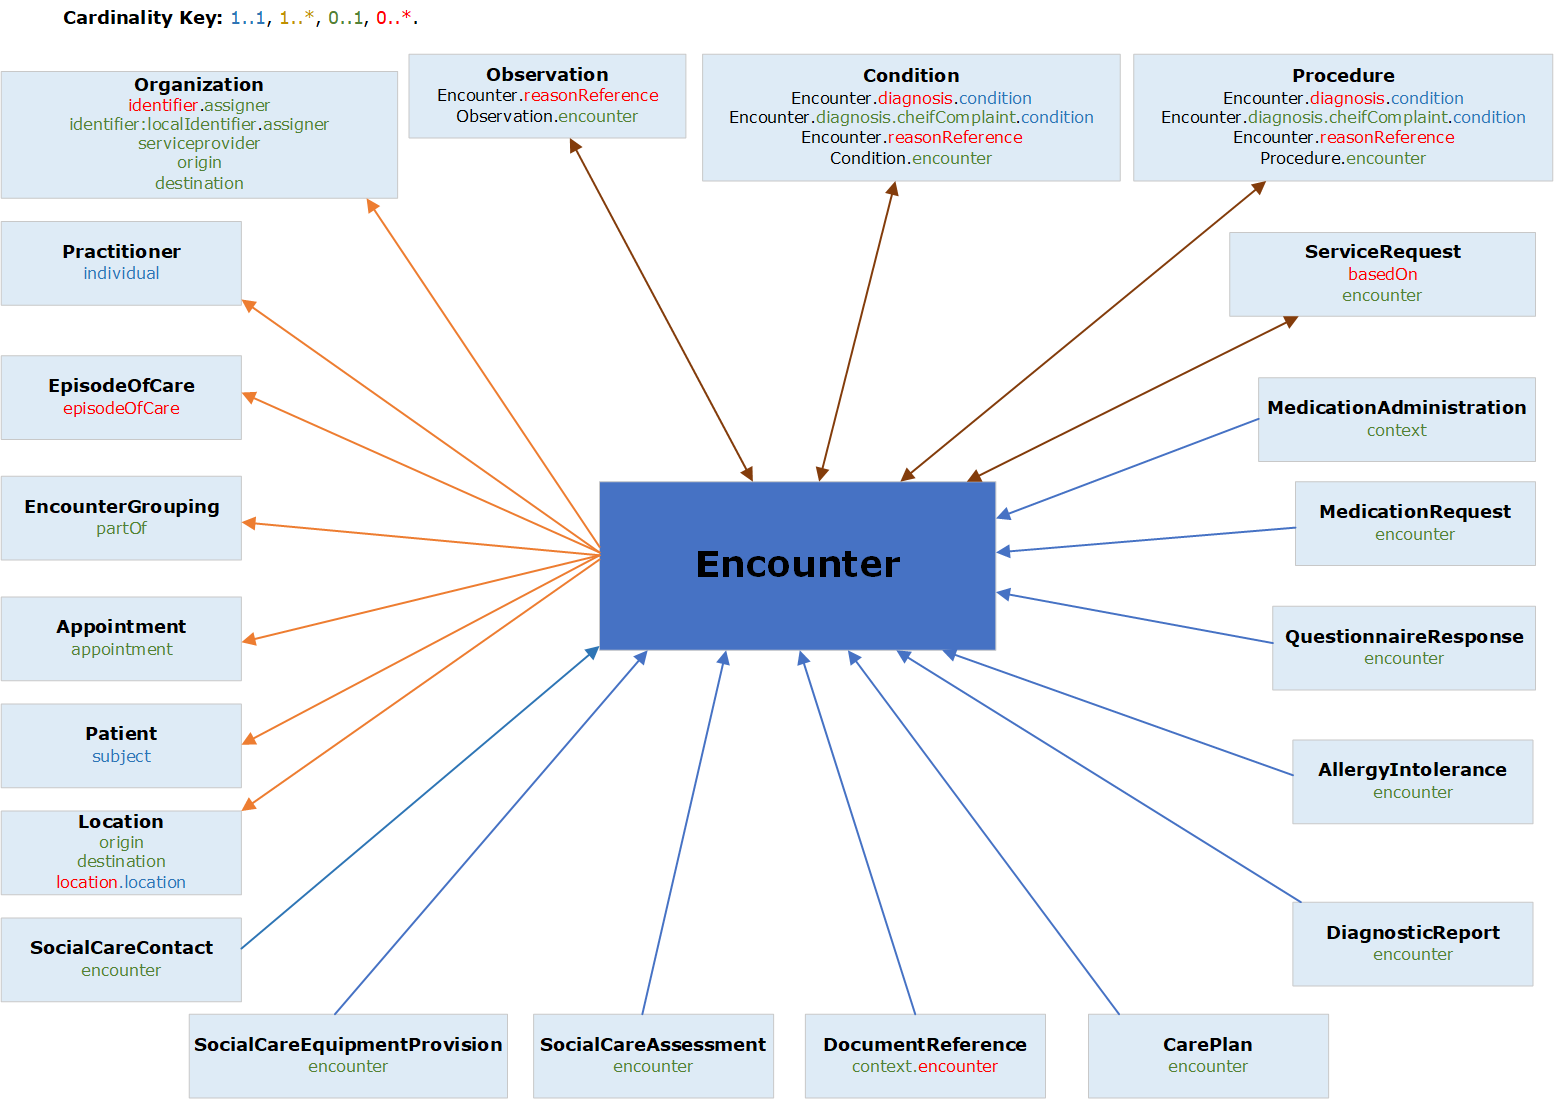 Cardinality Key: 1..1, 1..*, 0..1, 0..*.
Organization
identifier.assigner
identifier:localIdentifier.assigner
serviceprovider
origin
destination
Observation
Encounter.reasonReference
Observation.encounter
Condition
Encounter.diagnosis.condition
Encounter.diagnosis.cheifComplaint.condition
Encounter.reasonReference
Condition.encounter
Procedure
Encounter.diagnosis.condition
Encounter.diagnosis.cheifComplaint.condition
Encounter.reasonReference
Procedure.encounter
Practitioner
individual
ServiceRequest
basedOn
encounter
EpisodeOfCare
episodeOfCare
MedicationAdministration
context
EncounterGrouping
partOf
MedicationRequest
encounter
Encounter
Appointment
appointment
QuestionnaireResponse
encounter
Patient
subject
AllergyIntolerance
encounter
Location
origin
destination
location.location
SocialCareContact
encounter
DiagnosticReport
encounter
SocialCareEquipmentProvision
encounter
SocialCareAssessment
encounter
DocumentReference
context.encounter
CarePlan
encounter